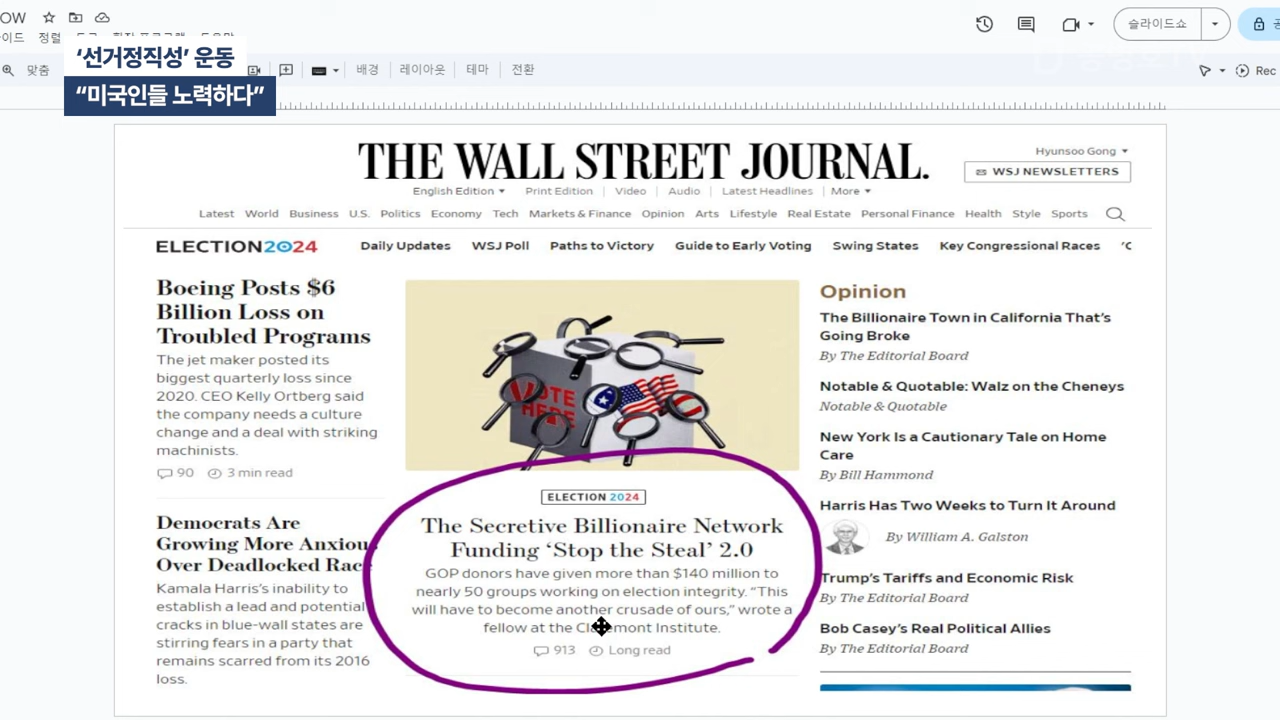 OW
이드 정렬
‘선거정직성’ 운동
“미국인들 노력하다”
슬라이드쇼
맞춤
배경 레이아웃 테마 전환
Rec
THE WALL STREET JOURNAL.
Hyunsoo Gong
WSJ NEWSLETTERS
English Edition Print Edition Video Audio Latest Headlines More
Latest World Business U.S. Politics Economy Tech Markets & Finance Opinion Arts Lifestyle Real Estate Personal Finance Health Style Sports
ELECTION 2024 Daily Updates WSJ Poll Paths to Victory Guide to Early Voting Swing States Key Congressional Races ‘C
Boeing Posts $6
Billion Loss on
Troubled Programs
The jet maker posted its
biggest quarterly loss since
2020. CEO Kelly Ortberg said
the company needs a culture
change and a deal with striking
machinists.
90 3 min read
Democrats Are
Growing More Anxious
Over Deadlocked Race
Kamala Harris’s inability to
establish a lead and potential
cracks in blue-wall states are
stirring fears in a party that
remains scarred from its 2016
loss.
VOTE
HERE
ELECTION 2024
The Secretive Billionaire Network
Funding ‘Stop the Steal’ 2.0
GOP donors have given more than $140 million to
nearly 50 groups working on election integrity. “This
will have to become another crusade of ours,” wrote a
fellow at the Claremont Institute.
913 Long read
Opinion
The Billionaire Town in California That’s
Going Broke
By The Editorial Board
Notable & Quotable: Walz on the Cheneys
Notable & Quotable
New York Is a Cautionary Tale on Home
Care
By Bill Hammond
Harris Has Two Weeks to Turn It Around
By William A. Galston
Trump’s Tariffs and Economic Risk
By The Editorial Board
Bob Casey’s Real Political Allies
By The Editorial Board